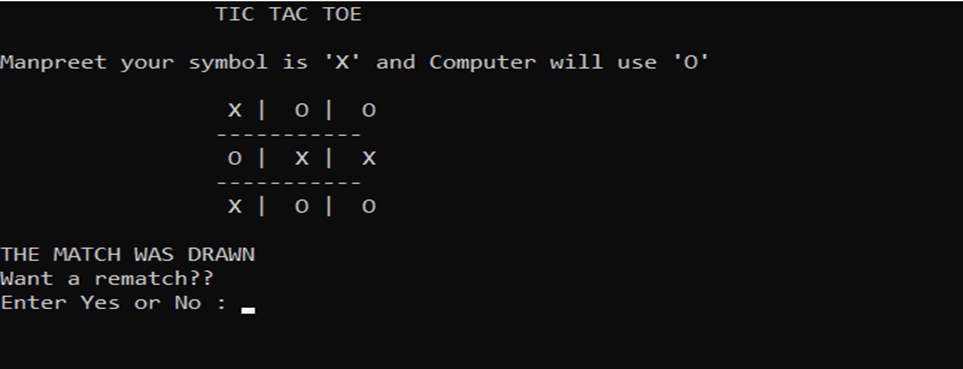 TIC TAC TOE
Manpreet your symbol is 'X' and Computer will use 'O'
X | O | O
-----------
O | X | X
-----------
X | O | O
THE MATCH WAS DRAWN
Want a rematch??
Enter Yes or No :